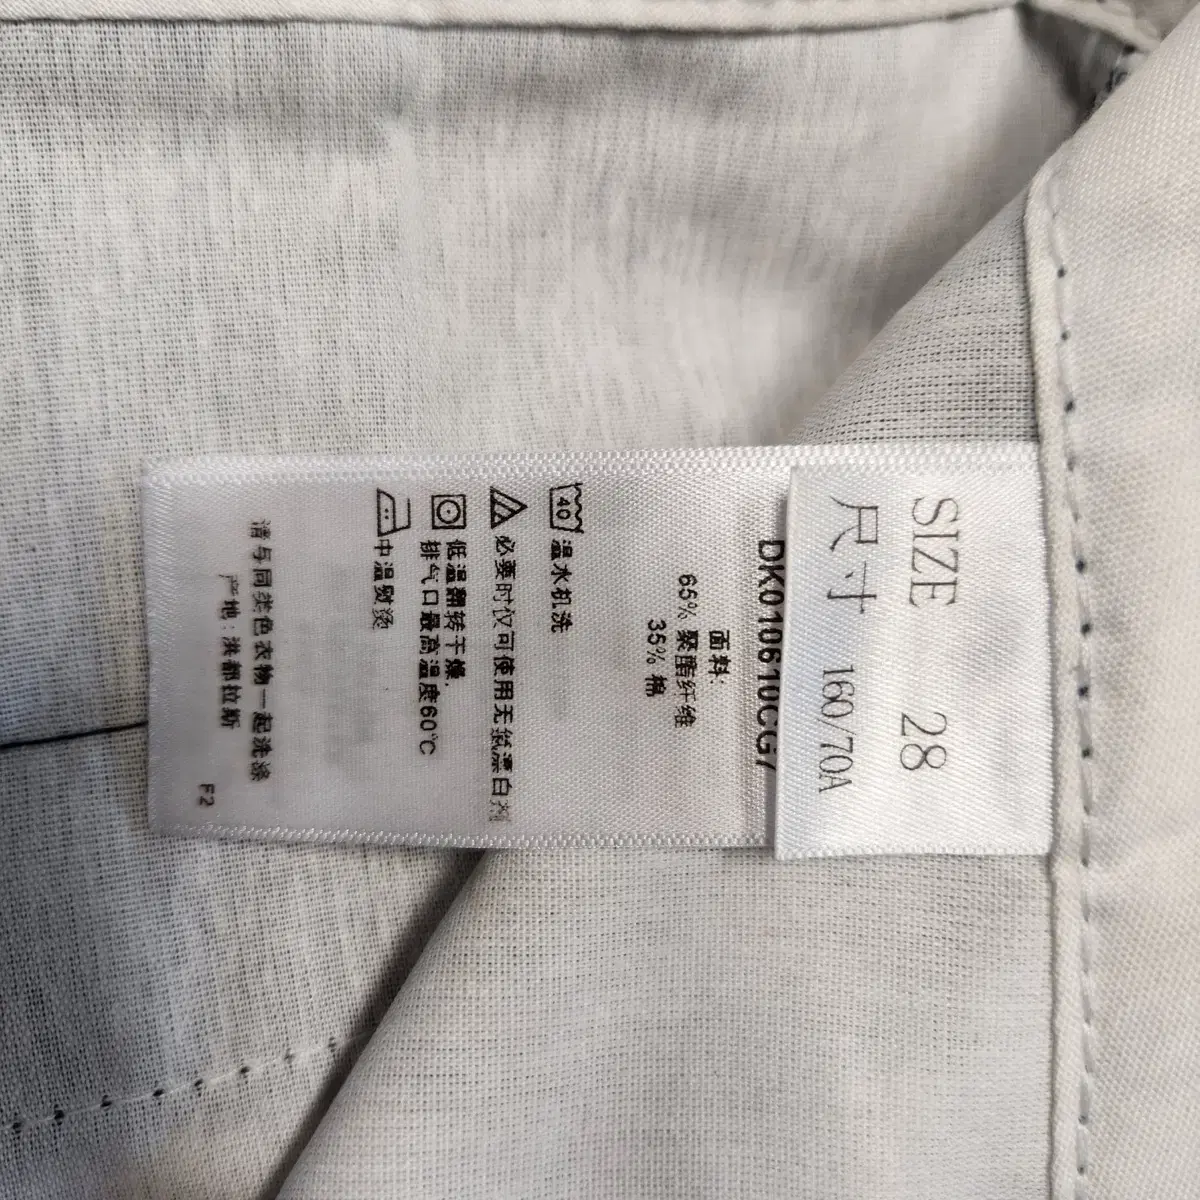 SIZE 28
尺寸 160/70A
DK010610CG7
面料:
65% 聚酯纤维
35% 棉
40 温水机洗
必要时仅可使用无氯漂白剂
低温翻转干燥.
排气口最高温度60°C
中温熨烫
请与同类色衣物一起洗涤
产地: 洪都拉斯
F2